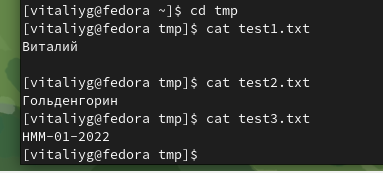 [vitaliyg@fedora ~]$ cd tmp
[vitaliyg@fedora tmp]$ cat test1.txt
Виталий
[vitaliyg@fedora tmp]$ cat test2.txt
Гольденгорин
[vitaliyg@fedora tmp]$ cat test3.txt
НММ-01-2022
[vitaliyg@fedora tmp]$